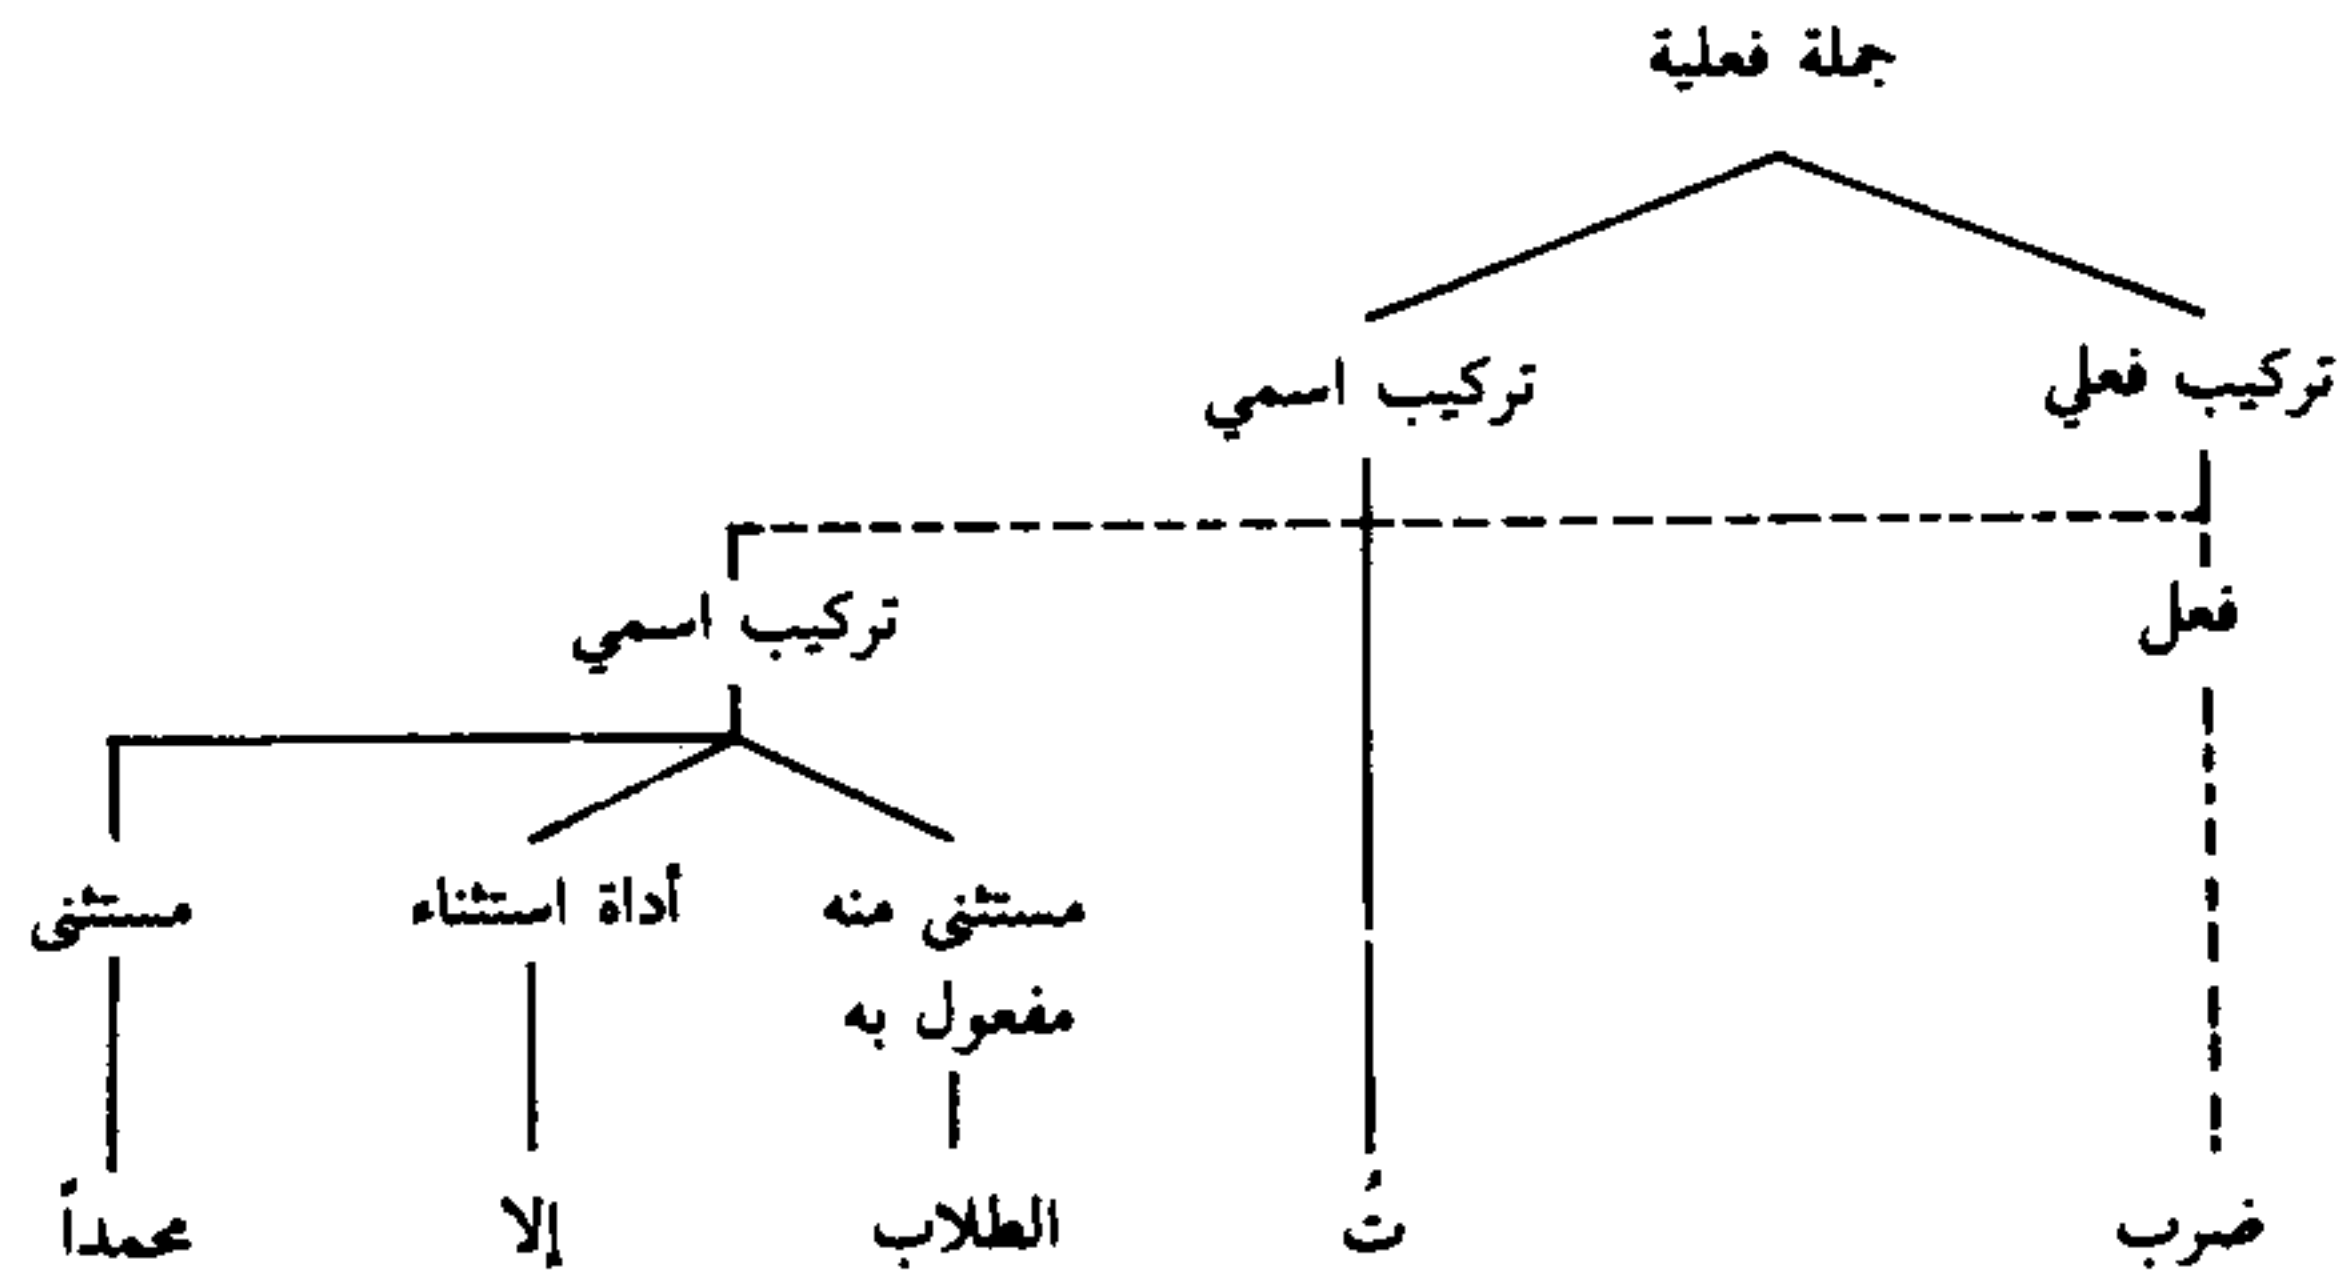 جملة فعلية
تركيب فعلي تركيب اسمي
فعل تركيب اسمي
مستثنى منه أداة استثناء مستثنى
مفعول به
ضرب تُ الطلاب إلا محمداً